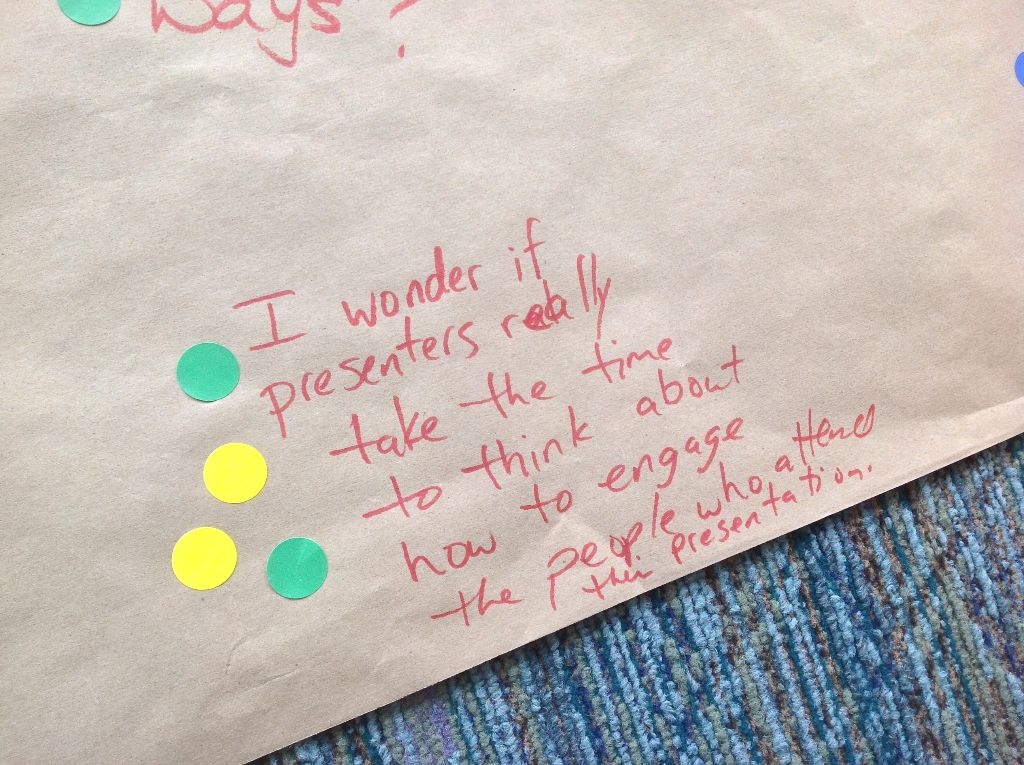 ways?
I wonder if
presenters really
take the time
to think about
how to engage
the people who attend
their presentation.